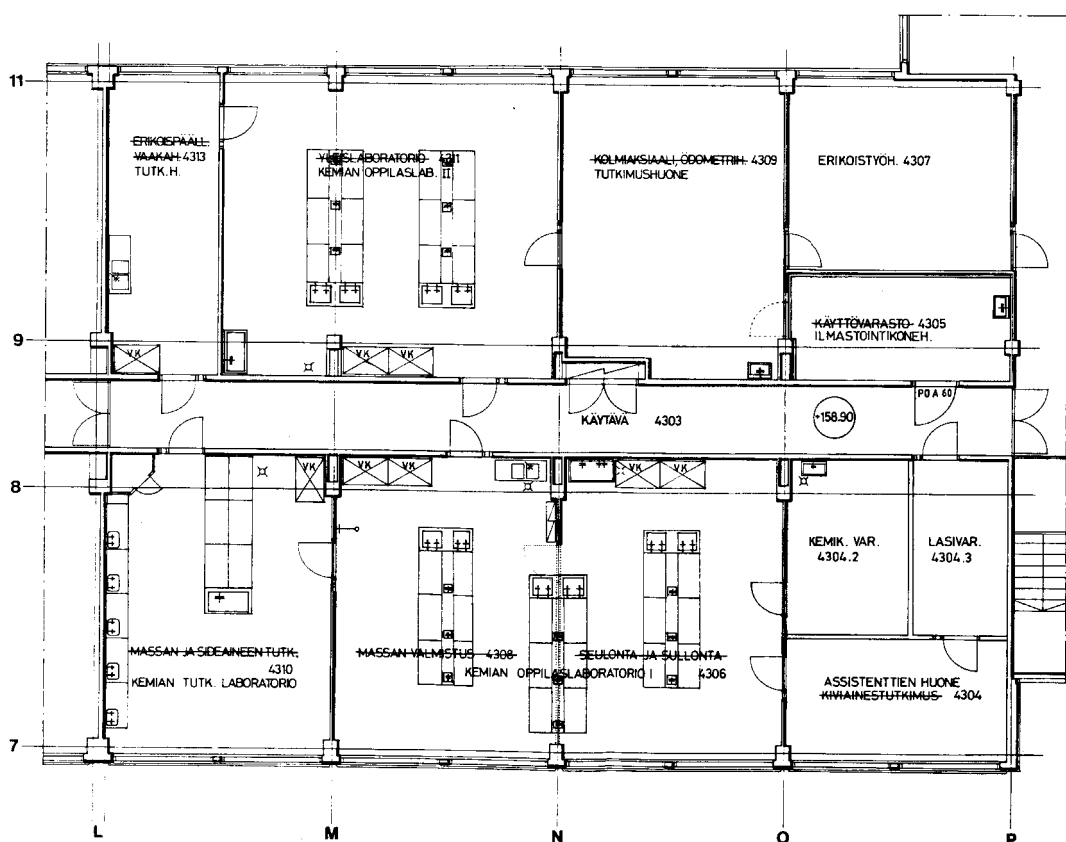 11
ERIKOISPÄÄLL.
VAAKAH. 4313
TUTK.H.
YLEISLABORATORIO 4311
KEMIAN OPPILASLAB. II
KOLMIAKSIAALI, ÖDOMETRIH. 4309
TUTKIMUSHUONE
ERIKOISTYÖH. 4307
KÄYTTÖVARASTO 4305
ILMASTOINTIKONEH.
9
VK
VK
VK
PO A 60
KÄYTÄVÄ 4303
+158.90
8
VK
VK
VK
VK
VK
KEMIK. VAR.
4304.2
LASIVAR.
4304.3
MASSAN JA SIDEAINEEN TUTK.
4310
KEMIAN TUTK. LABORATORIO
MASSAN VALMISTUS 4308
SEULONTA JA SULLONTA
KEMIAN OPPILASLABORATORIO I 4306
ASSISTENTTIEN HUONE
KIVIAINESTUTKIMUS 4304
7
L
M
N
O
P